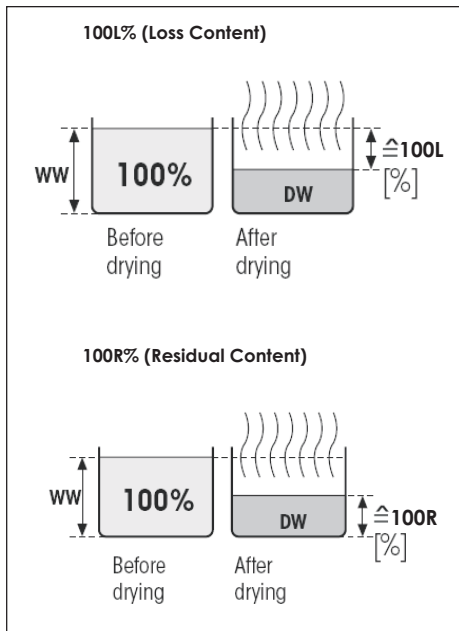 100L% (Loss Content)
WW
100%
DW
≙100L
[%]
Before
drying
After
drying
100R% (Residual Content)
WW
100%
DW
≙100R
[%]
Before
drying
After
drying